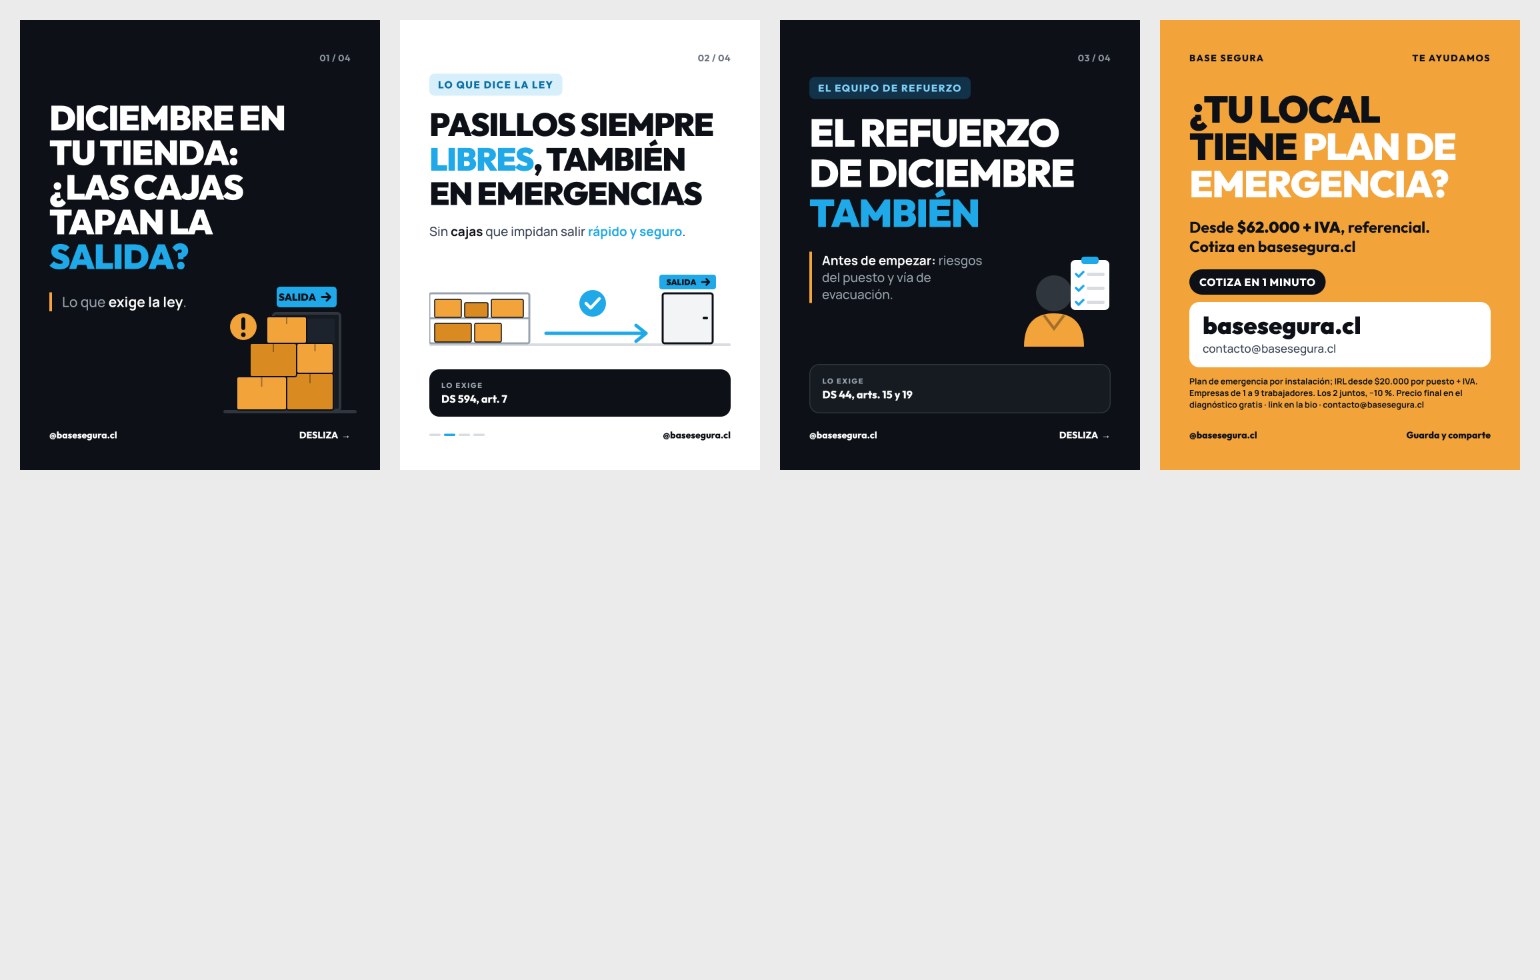 01 / 04
DICIEMBRE EN
TU TIENDA:
¿LAS CAJAS
TAPAN LA
SALIDA?
Lo que exige la ley.
SALIDA →
@basesegura.cl
DESLIZA →
02 / 04
LO QUE DICE LA LEY
PASILLOS SIEMPRE
LIBRES, TAMBIÉN
EN EMERGENCIAS
Sin cajas que impidan salir rápido y seguro.
SALIDA →
LO EXIGE
DS 594, art. 7
@basesegura.cl
03 / 04
EL EQUIPO DE REFUERZO
EL REFUERZO
DE DICIEMBRE
TAMBIÉN
Antes de empezar: riesgos
del puesto y vía de
evacuación.
LO EXIGE
DS 44, arts. 15 y 19
@basesegura.cl
DESLIZA →
BASE SEGURA
TE AYUDAMOS
¿TU LOCAL
TIENE PLAN DE
EMERGENCIA?
Desde $62.000 + IVA, referencial.
Cotiza en basesegura.cl
COTIZA EN 1 MINUTO
basesegura.cl
contacto@basesegura.cl
Plan de emergencia por instalación; IRL desde $20.000 por puesto + IVA.
Empresas de 1 a 9 trabajadores. Los 2 juntos, -10 %. Precio final en el
diagnóstico gratis · link en la bio · contacto@basesegura.cl
@basesegura.cl
Guarda y comparte